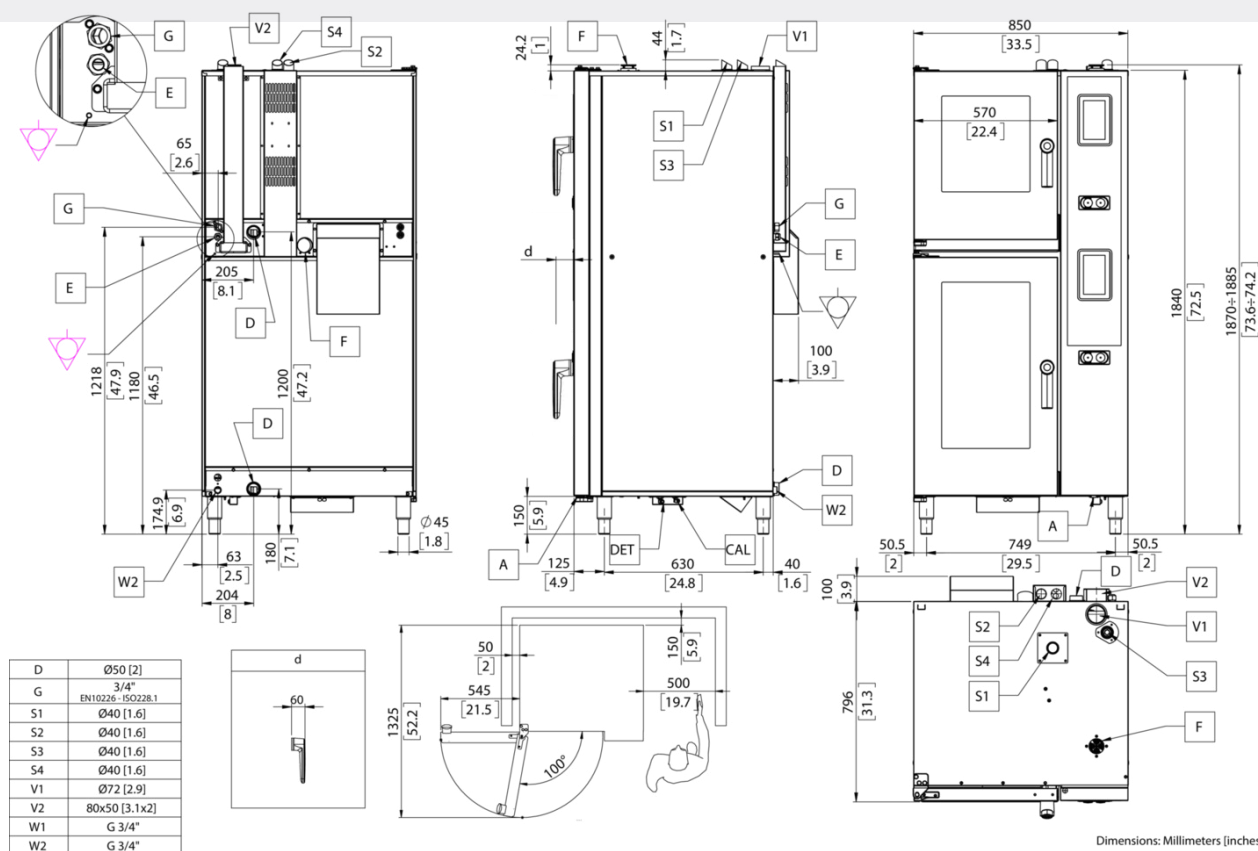 G
V2
S4
S2
E
65
[2.6]
G
E
205
[8.1]
D
F
1218
[47.9]
1180
[46.5]
1200
[47.2]
D
174.9
[6.9]
180
[7.1]
Ø 45
[1.8]
63
[2.5]
204
[8]
W2
24.2
[1]
F
44
[1.7]
V1
S1
S3
G
E
d
100
[3.9]
D
W2
150
[5.9]
DET
CAL
A
125
[4.9]
630
[24.8]
40
[1.6]
850
[33.5]
570
[22.4]
1840
[72.5]
1870÷1885
[73.6÷74.2]
A
50.5
[2]
749
[29.5]
50.5
[2]
D
V2
100
[3.9]
S2
V1
S4
S1
S3
796
[31.3]
F
d
60
50
[2]
150
[5.9]
545
[21.5]
500
[19.7]
1325
[52.2]
100°
D Ø50 [2]
G 3/4"
EN10226 - ISO228.1
S1 Ø40 [1.6]
S2 Ø40 [1.6]
S3 Ø40 [1.6]
S4 Ø40 [1.6]
V1 Ø72 [2.9]
V2 80x50 [3.1x2]
W1 G 3/4"
W2 G 3/4"
Dimensions: Millimeters [inches